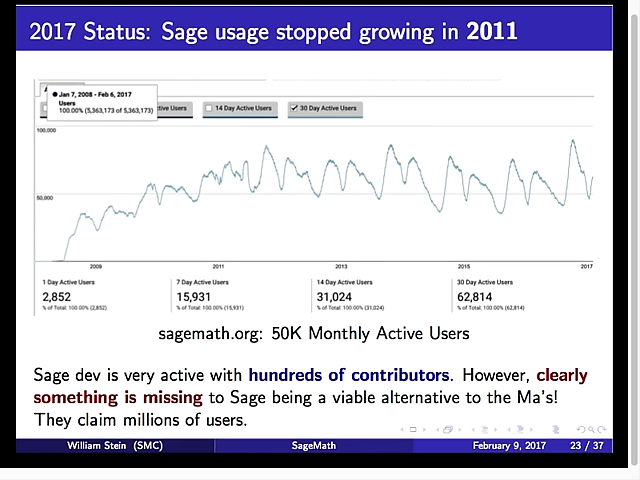 2017 Status: Sage usage stopped growing in 2011
Jan 7, 2008 - Feb 6, 2017
Users
100.00% (5,363,173 of 5,363,173)
tive Users
14 Day Active Users
30 Day Active Users
100,000
50,000
2009 2011 2013 2015 2017
1 Day Active Users 7 Day Active Users 14 Day Active Users 30 Day Active Users
2,852 15,931 31,024 62,814
% of Total: 100.00% (2,852) % of Total: 100.00% (15,931) % of Total: 100.00% (31,024) % of Total: 100.00% (62,814)
sagemath.org: 50K Monthly Active Users
Sage dev is very active with hundreds of contributors. However, clearly
something is missing to Sage being a viable alternative to the Ma's!
They claim millions of users.
William Stein (SMC) SageMath February 9, 2017 23 / 37